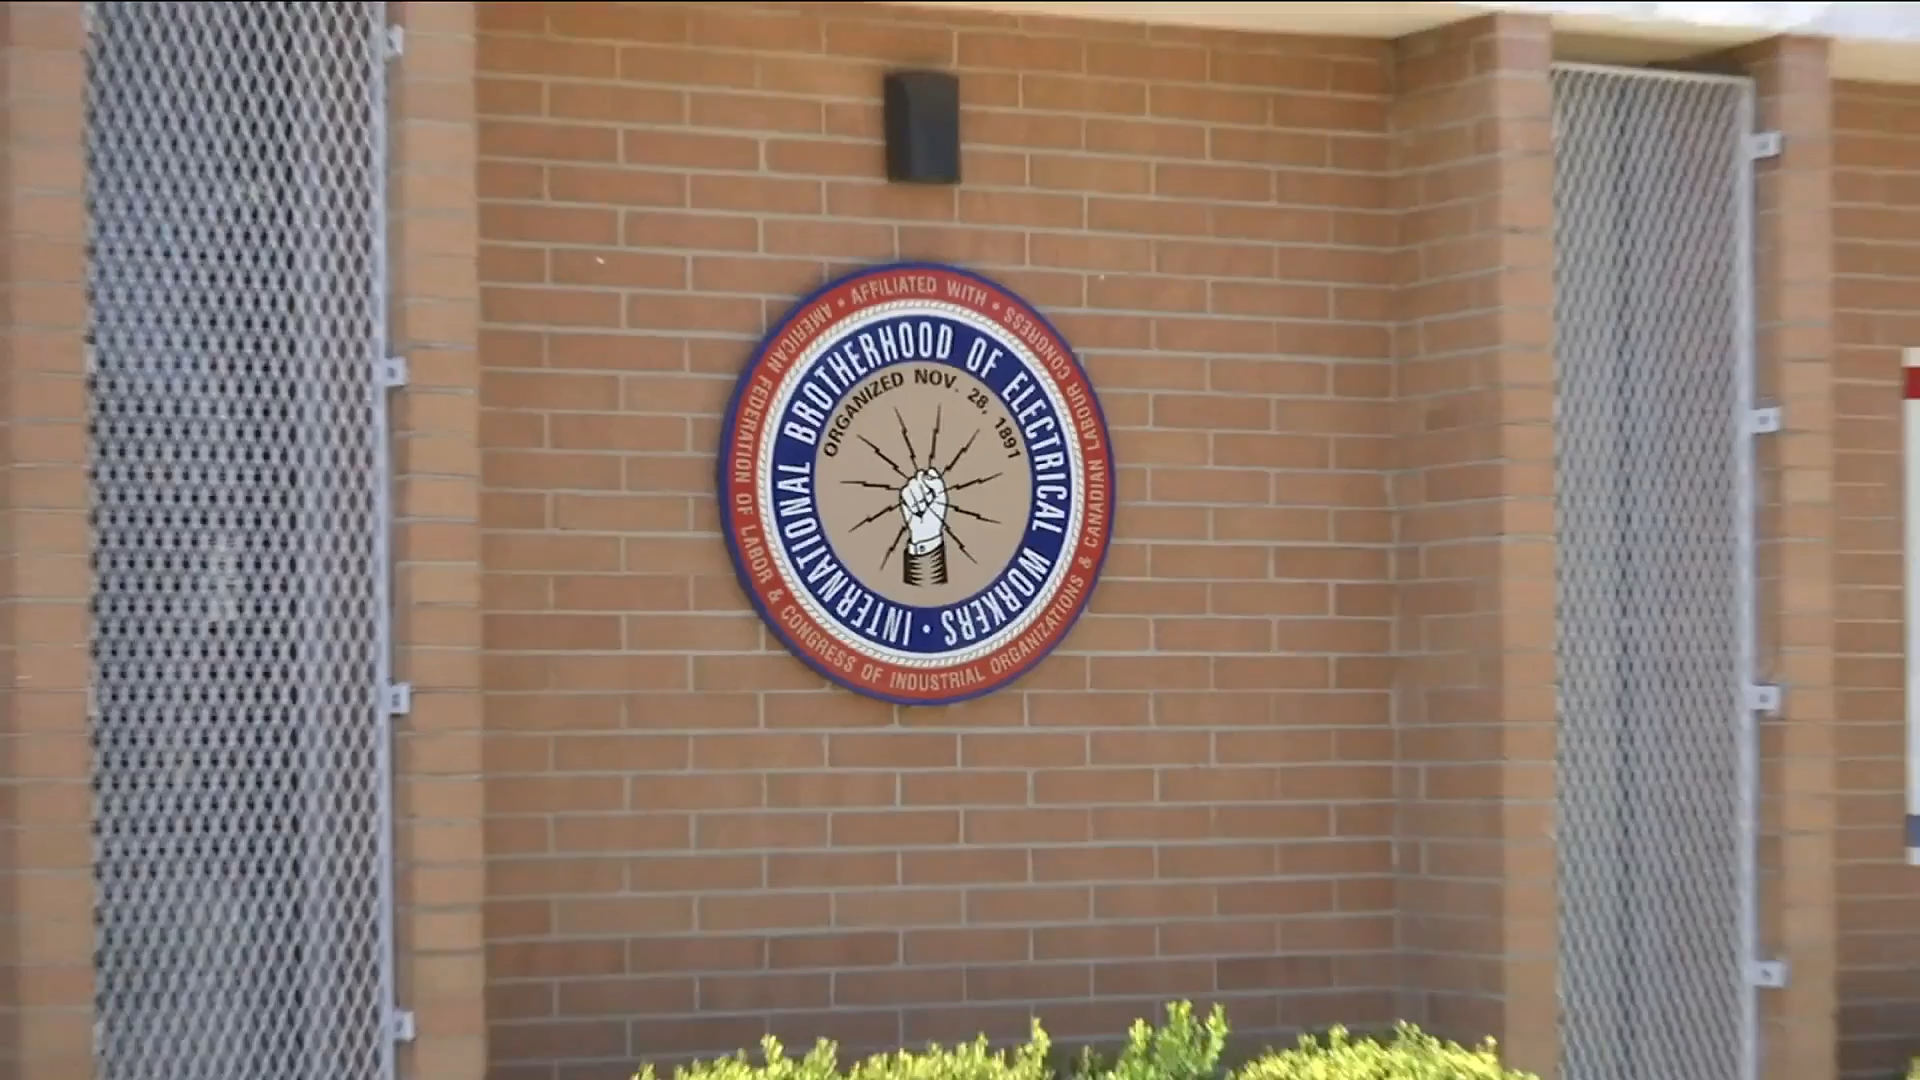 AFFILIATED WITH • AMERICAN FEDERATION OF LABOR & CONGRESS OF INDUSTRIAL ORGANIZATIONS & CANADIAN LABOUR CONGRESS •
INTERNATIONAL BROTHERHOOD OF ELECTRICAL WORKERS •
ORGANIZED NOV. 28, 1891